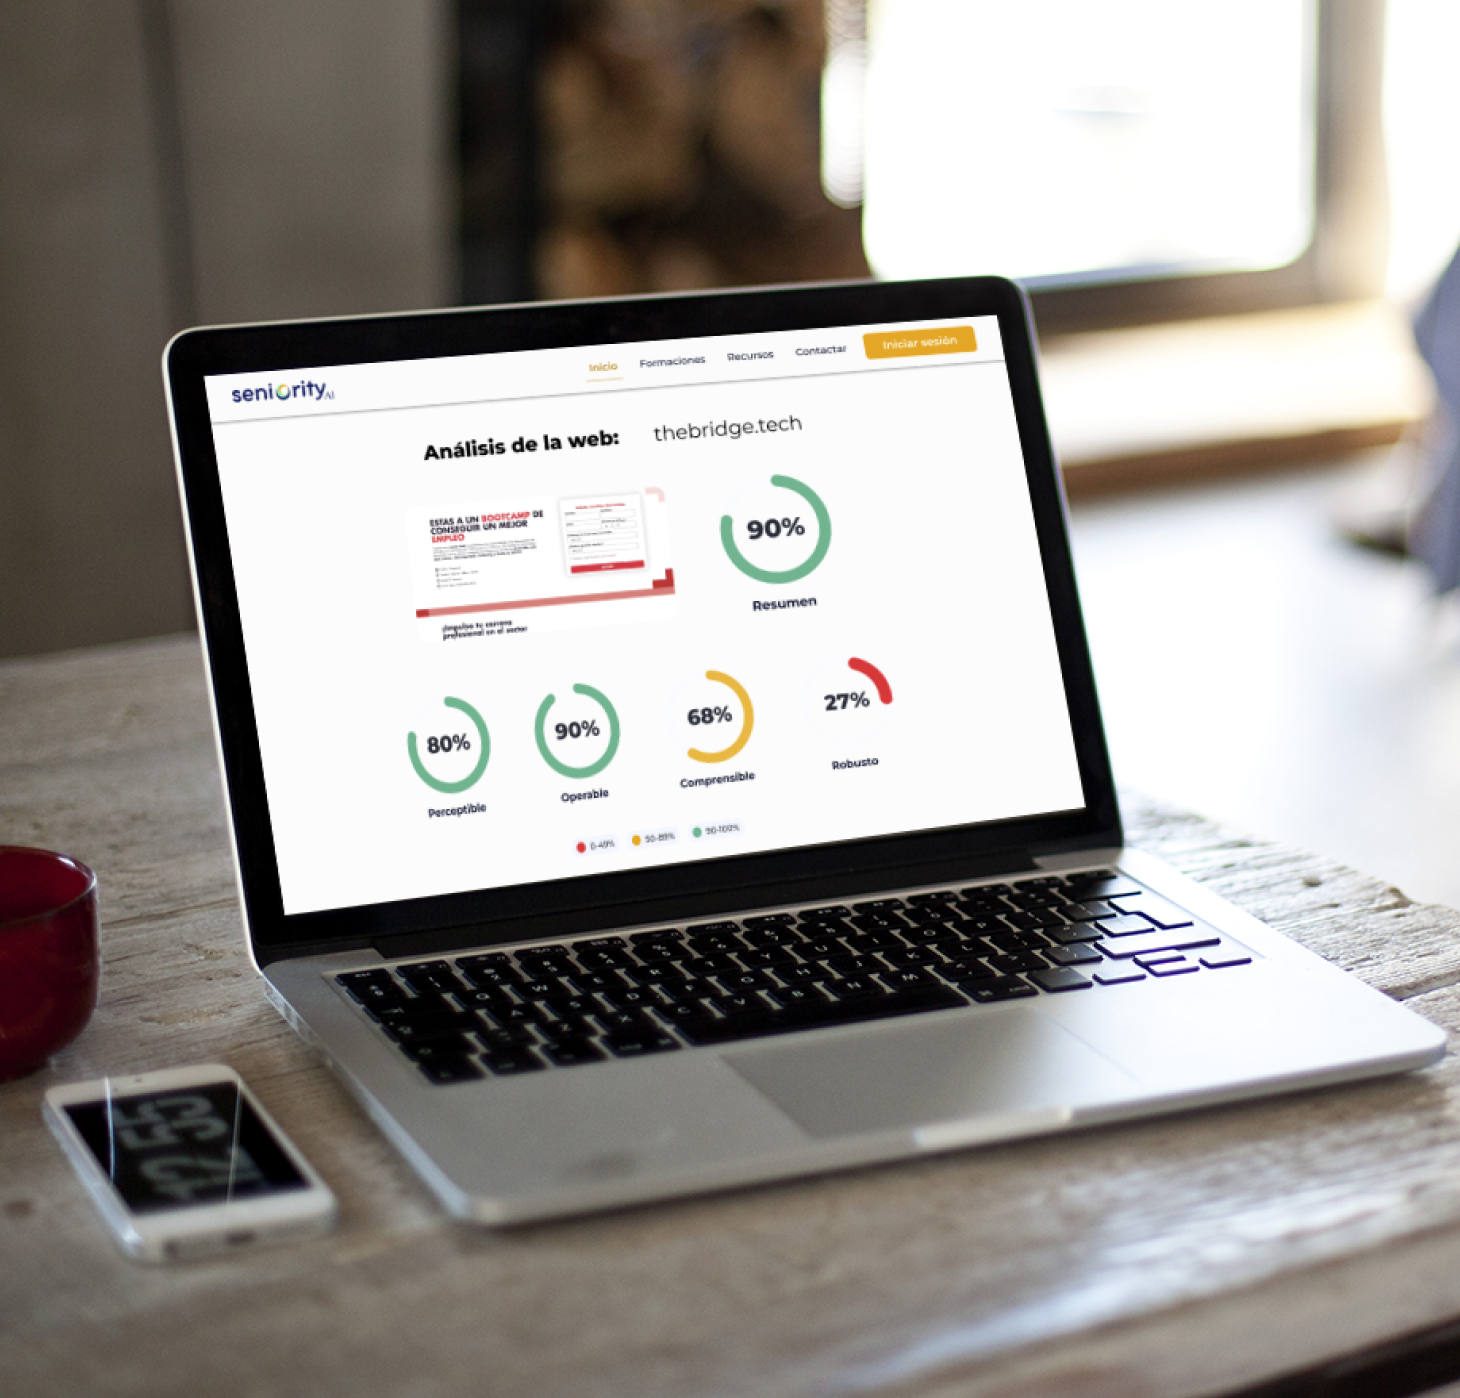 seniority AI
Inicio
Formaciones
Recursos
Contactar
Iniciar sesión
Análisis de la web:
thebridge.tech
ESTAS A UN BOOTCAMP DE
CONSEGUIR UN MEJOR
EMPLEO
¡Impulsa tu carrera
profesional en el sector
90%
Resumen
80%
Perceptible
90%
Operable
68%
Comprensible
27%
Robusto
0-49%
50-89%
90-100%
12 55